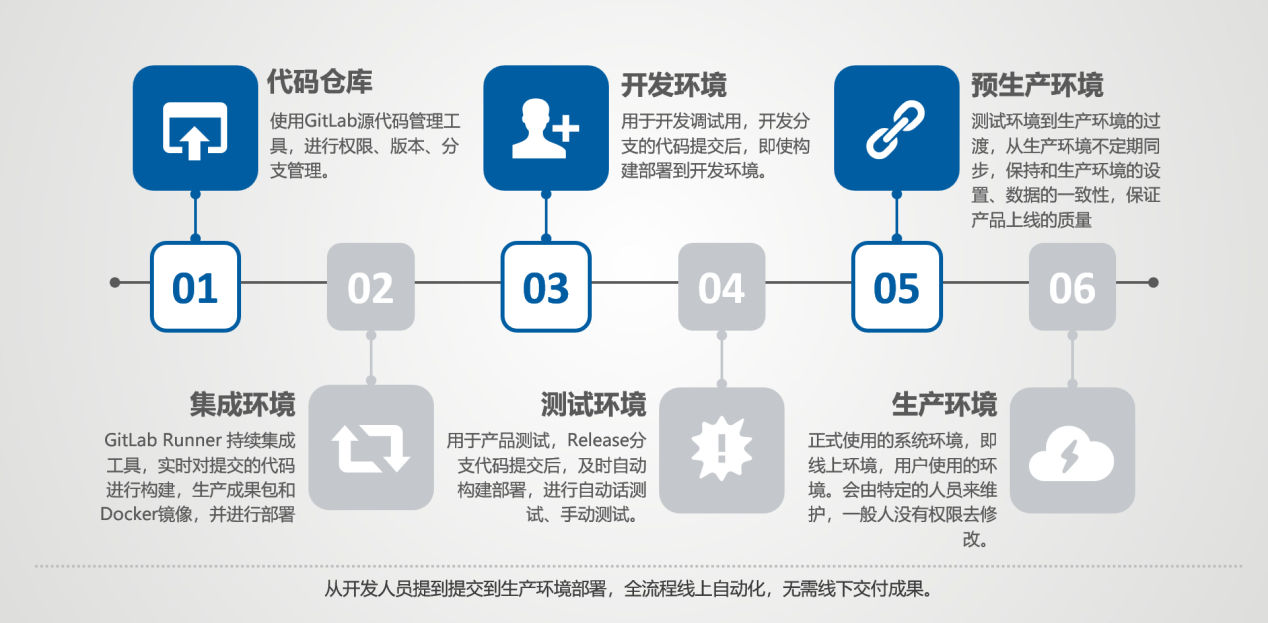 代码仓库
使用GitLab源代码管理工
具，进行权限、版本、分
支管理。
开发环境
用于开发调试用，开发分
支的代码提交后，即使构
建部署到开发环境。
预生产环境
测试环境到生产环境的过
渡，从生产环境不定期同
步，保持和生产环境的设
置、数据的一致性，保证
产品上线的质量
01
02
03
04
05
06
集成环境
GitLab Runner 持续集成
工具，实时对提交的代码
进行构建，生产成果包和
Docker镜像，并进行部署
测试环境
用于产品测试，Release分
支代码提交后，及时自动
构建部署，进行自动话测
试、手动测试。
生产环境
正式使用的系统环境，即
线上环境，用户使用的环
境。会由特定的人员来维
护，一般人没有权限去修
改。
从开发人员提到提交到生产环境部署，全流程线上自动化，无需线下交付成果。